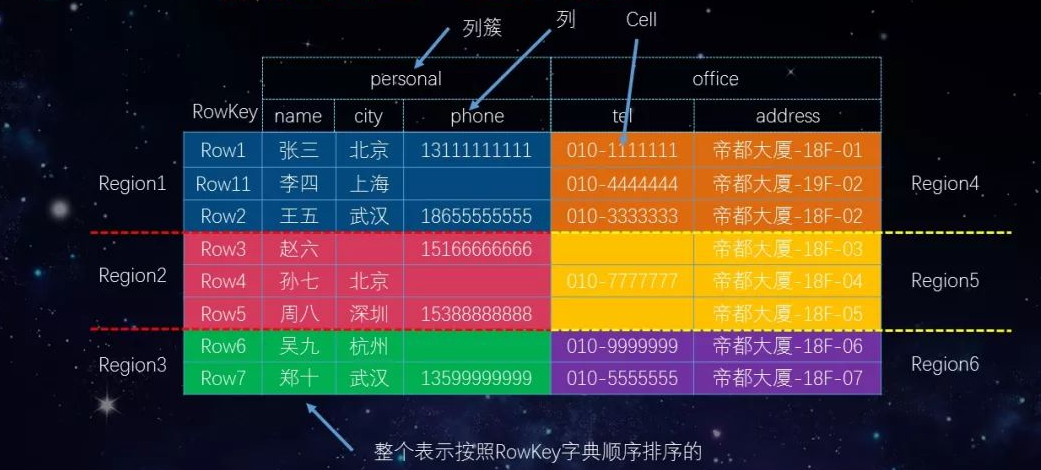 列簇 列 Cell
personal office
RowKey name city phone tel address
Row1 张三 北京 13111111111 010-1111111 帝都大厦-18F-01
Region1 Row11 李四 上海 010-4444444 帝都大厦-19F-02 Region4
Row2 王五 武汉 18655555555 010-3333333 帝都大厦-18F-02
Row3 赵六 15166666666 帝都大厦-18F-03
Region2 Row4 孙七 北京 010-7777777 帝都大厦-18F-04 Region5
Row5 周八 深圳 15388888888 帝都大厦-18F-05
Row6 吴九 杭州 010-9999999 帝都大厦-18F-06
Region3 Row7 郑十 武汉 13599999999 010-5555555 帝都大厦-18F-07 Region6
整个表示按照RowKey字典顺序排序的